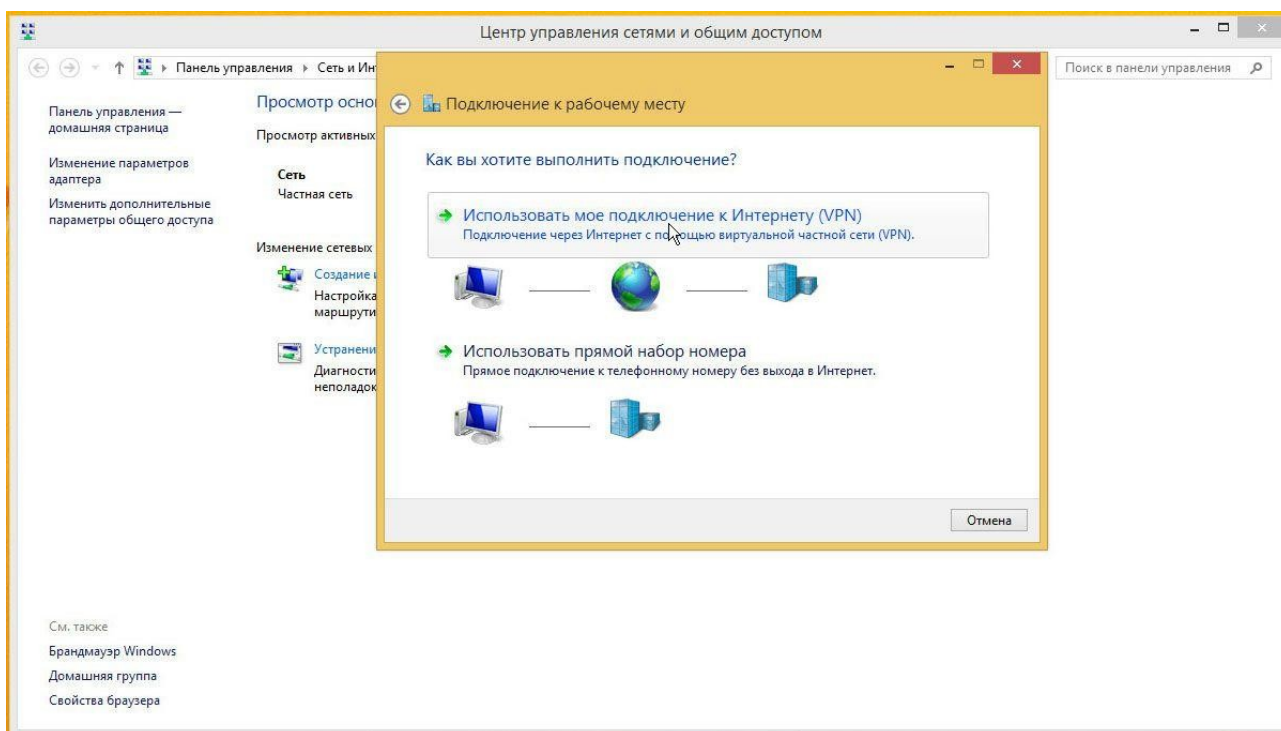 Центр управления сетями и общим доступом
Панель управления
Сеть и Ин
Поиск в панели управления
Панель управления —
домашняя страница
Изменение параметров
адаптера
Изменить дополнительные
параметры общего доступа
Просмотр осно
Просмотр активных
Сеть
Частная сеть
Изменение сетевых
Создание
Настройка
маршрути
Устранени
Диагности
неполадок
См. также
Брандмауэр Windows
Домашняя группа
Свойства браузера
Подключение к рабочему месту
Как вы хотите выполнить подключение?
Использовать мое подключение к Интернету (VPN)
Подключение через Интернет с помощью виртуальной частной сети (VPN).
Использовать прямой набор номера
Прямое подключение к телефонному номеру без выхода в Интернет.
Отмена